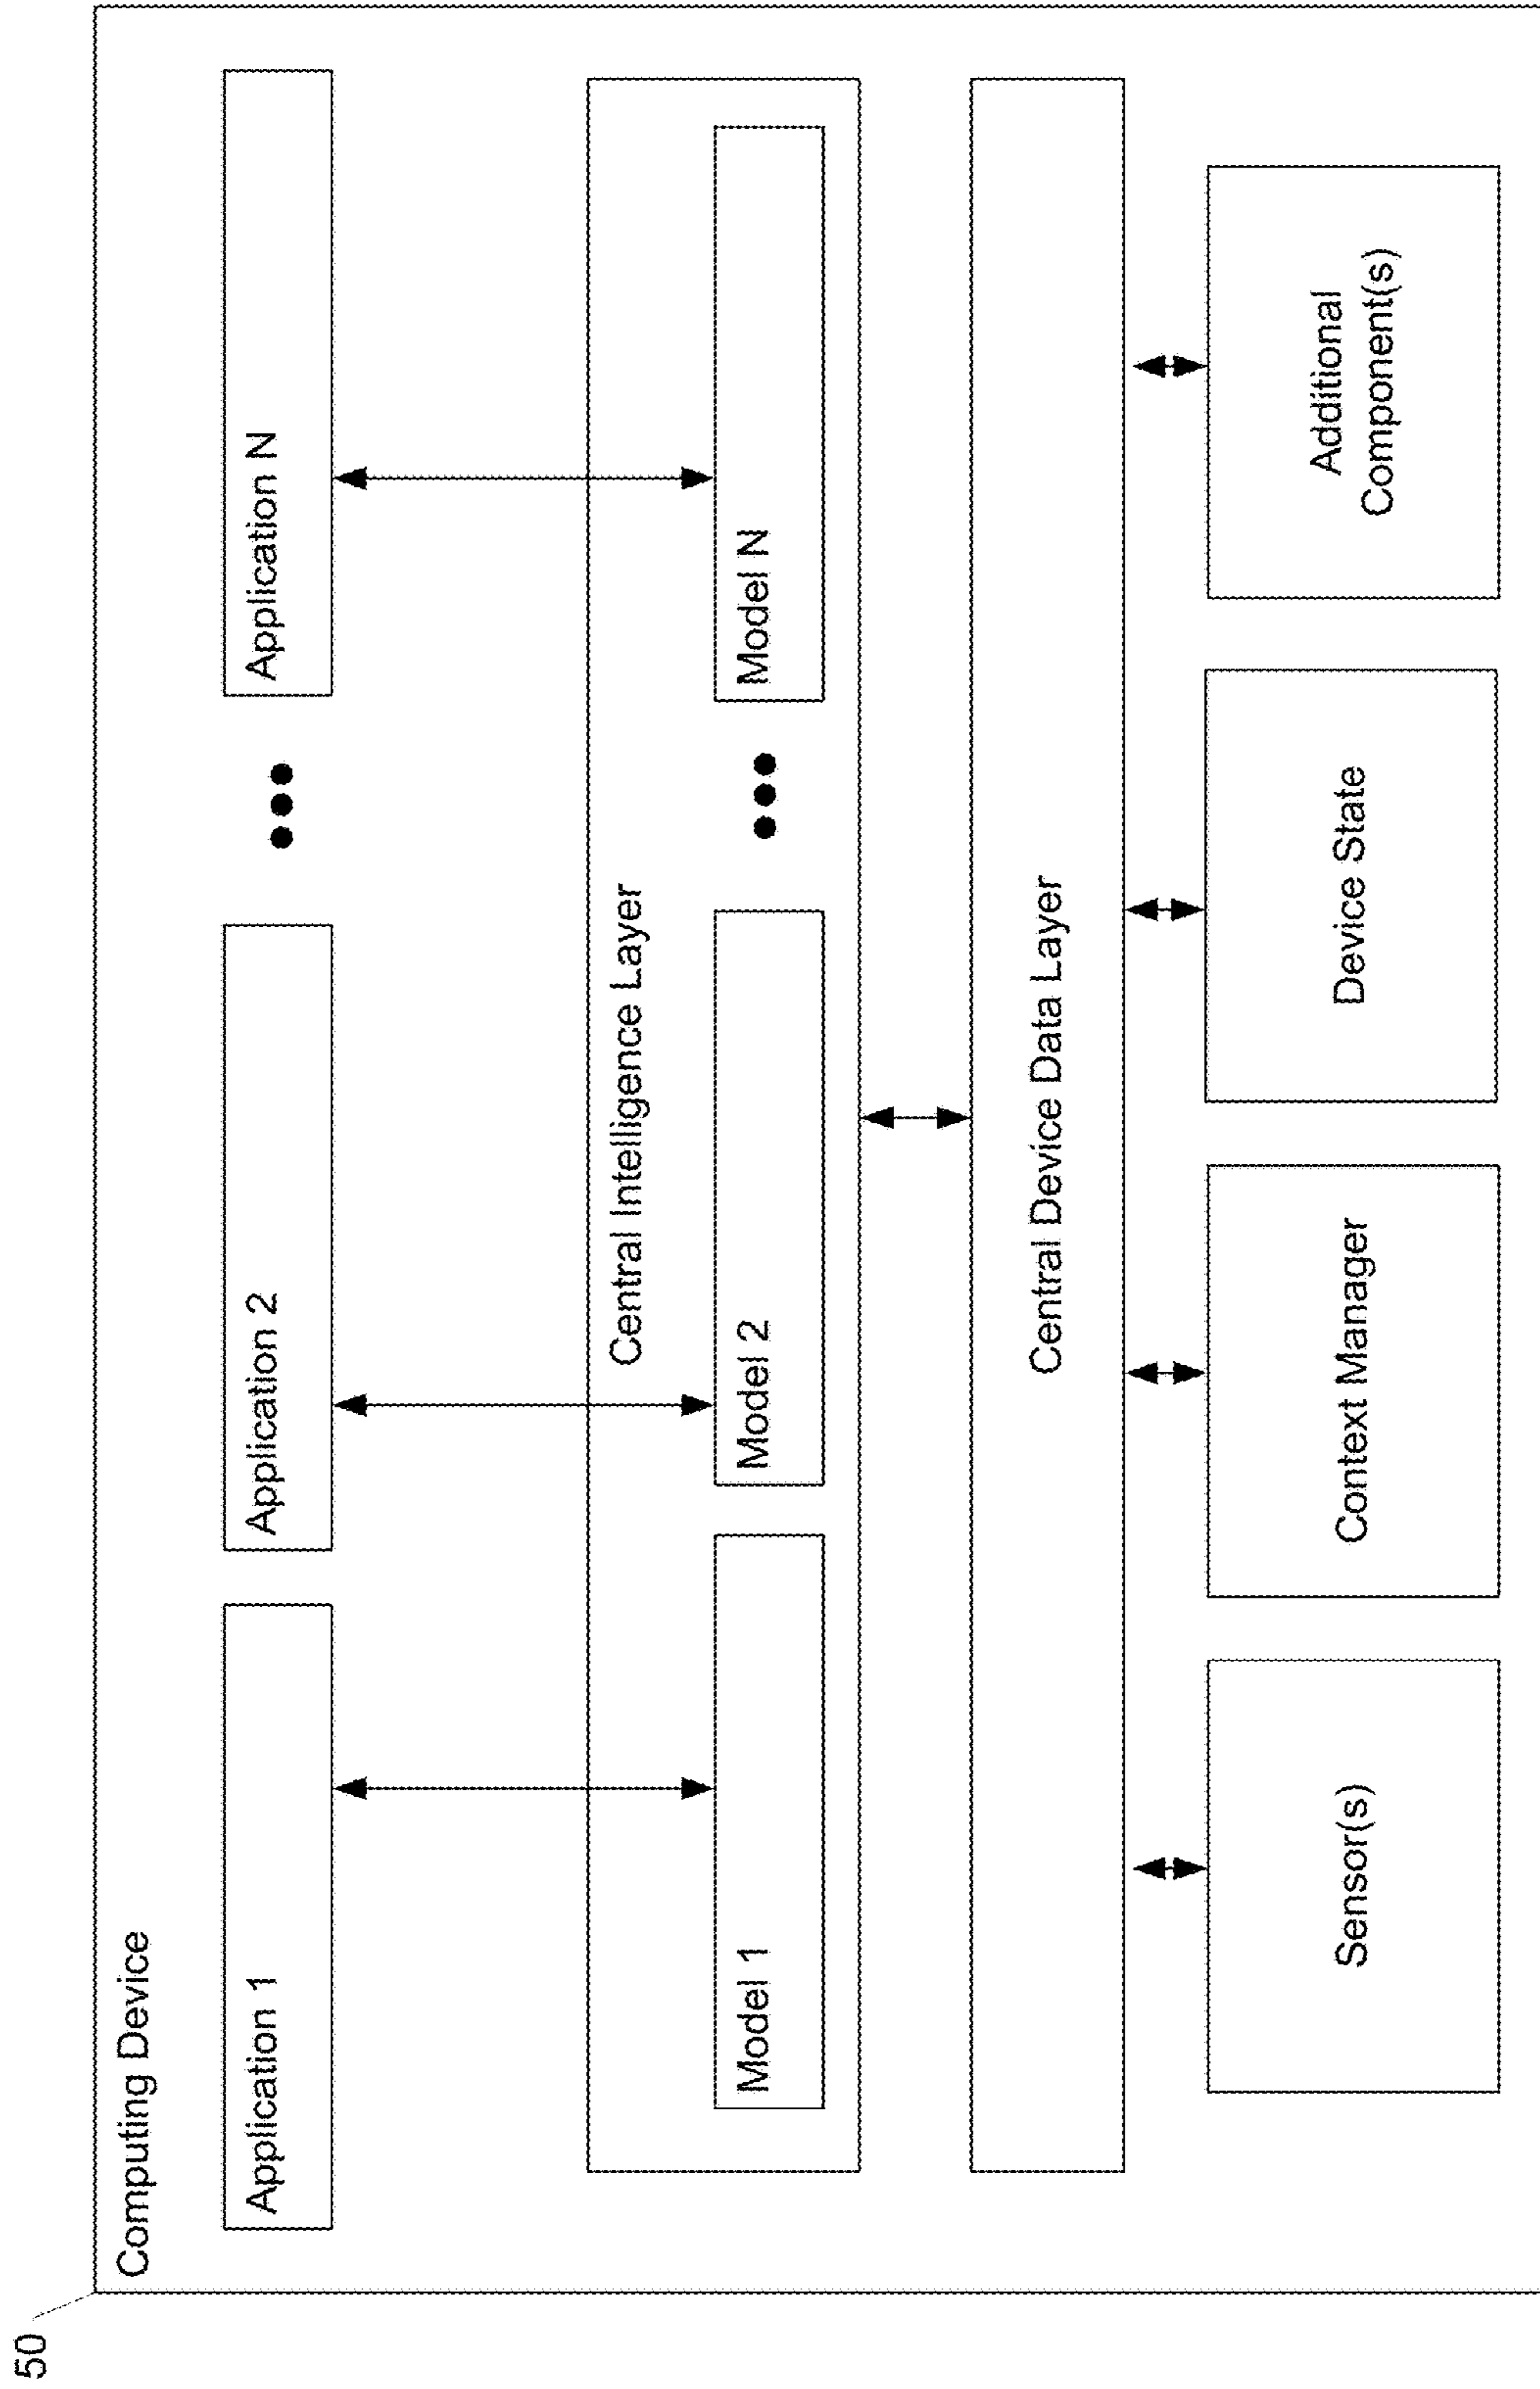 50
Computing Device
Application 1
Application 2
Application N
Central Intelligence Layer
Model 1
Model 2
Model N
Central Device Data Layer
Sensor(s)
Context Manager
Device State
Additional
Component(s)